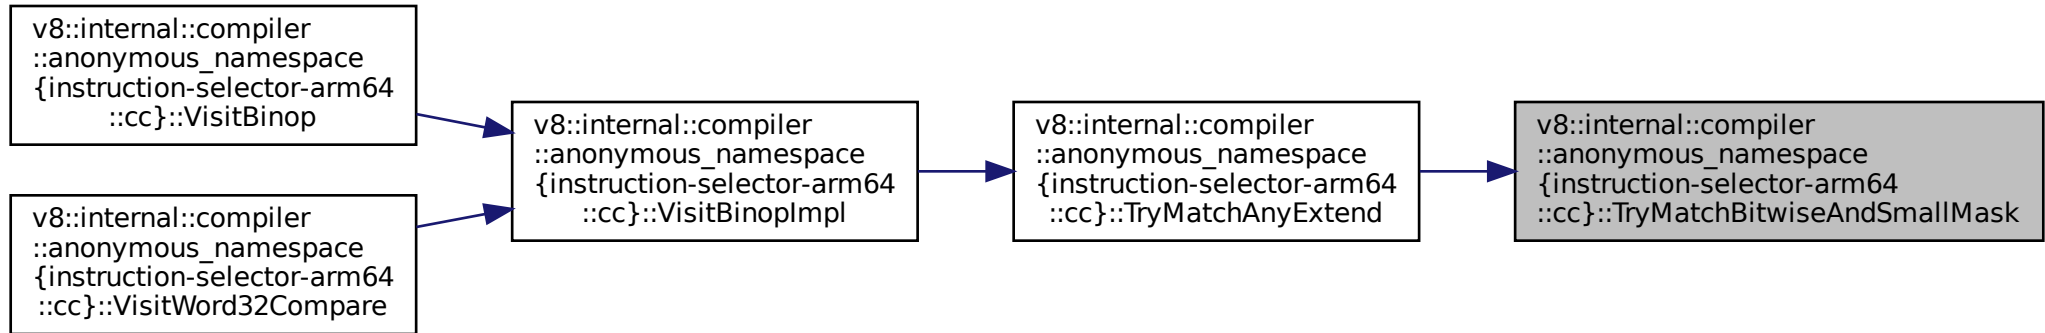 v8::internal::compiler
::anonymous_namespace
{instruction-selector-arm64
::cc}::VisitBinop
v8::internal::compiler
::anonymous_namespace
{instruction-selector-arm64
::cc}::VisitWord32Compare
v8::internal::compiler
::anonymous_namespace
{instruction-selector-arm64
::cc}::VisitBinopImpl
v8::internal::compiler
::anonymous_namespace
{instruction-selector-arm64
::cc}::TryMatchAnyExtend
v8::internal::compiler
::anonymous_namespace
{instruction-selector-arm64
::cc}::TryMatchBitwiseAndSmallMask